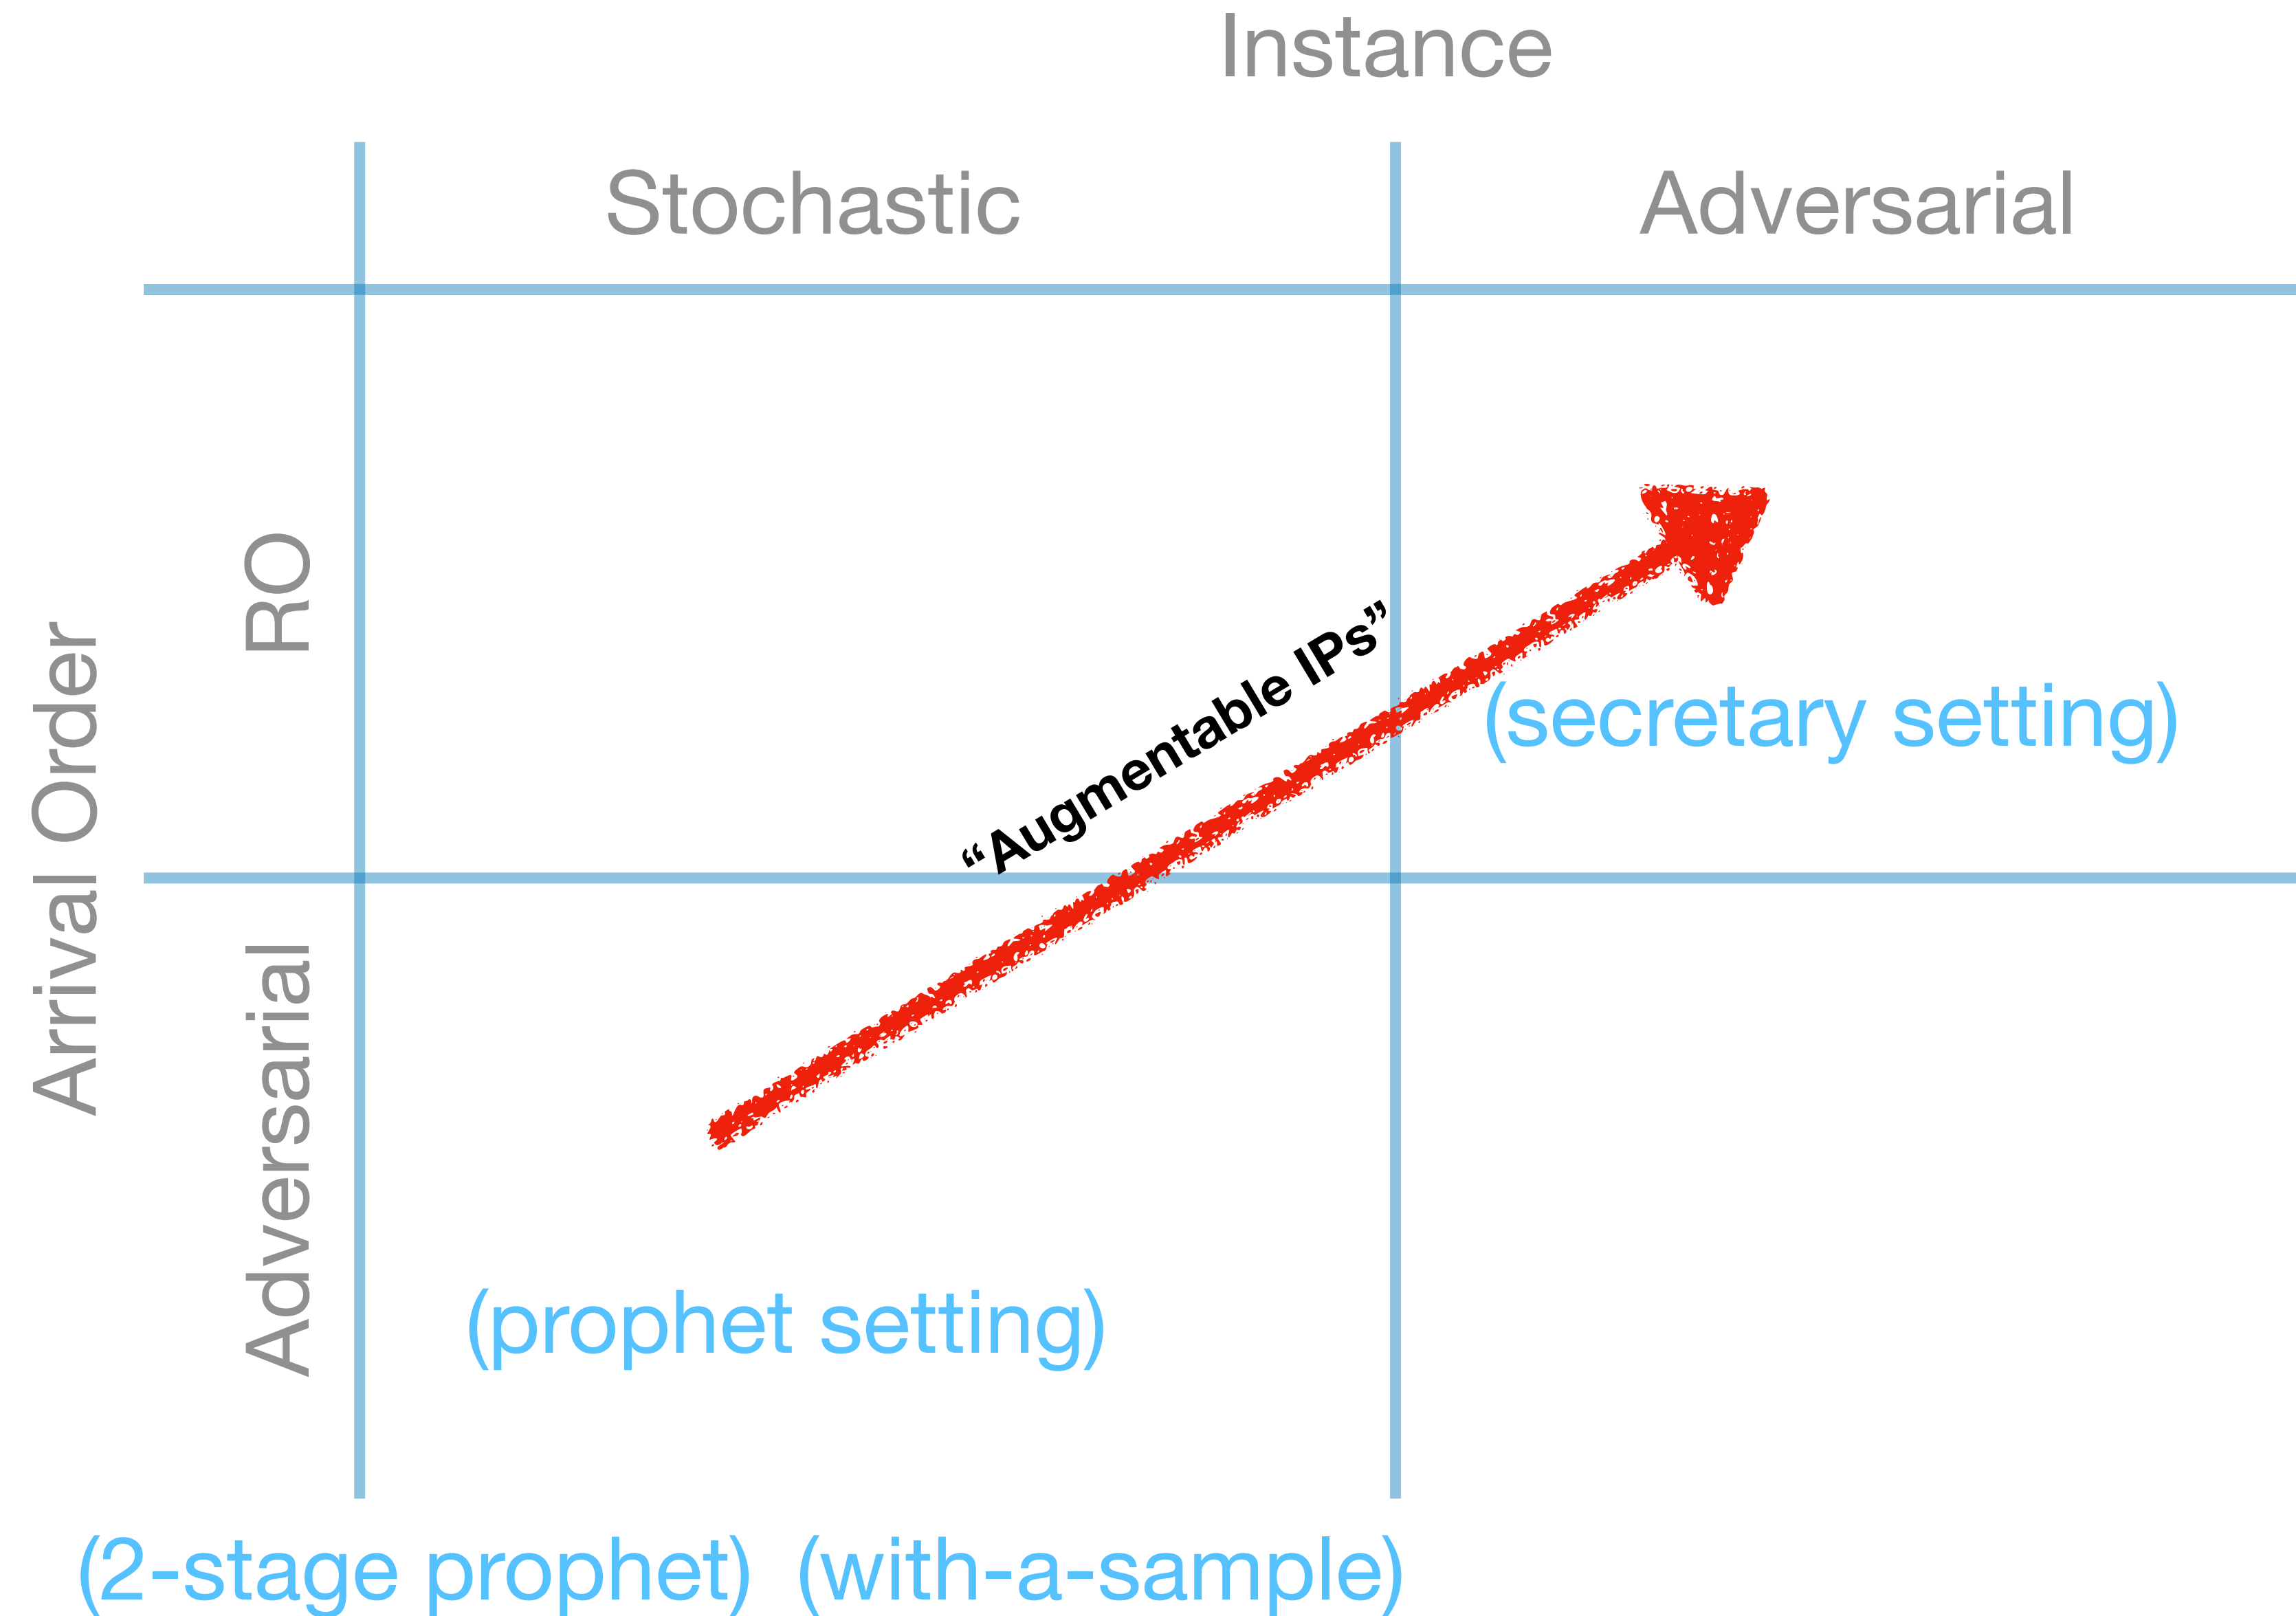 Instance
Stochastic
Adversarial
Arrival Order
RO
Adversarial
“Augmentable IPs”
(secretary setting)
(prophet setting)
(2-stage prophet)
(with-a-sample)